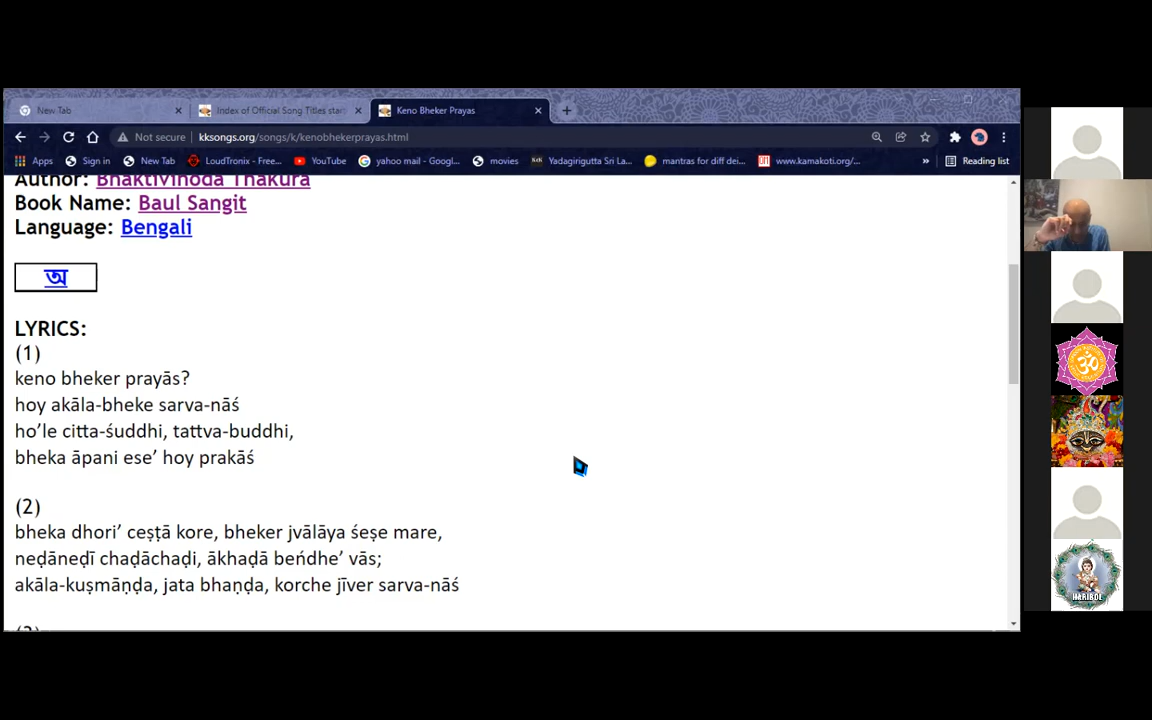 New Tab
Index of Official Song Titles star
Keno Bheker Prayas
Not secure
kksongs.org/songs/k/kenobhekerprayas.html
Apps
Sign in
New Tab
LoudTronix - Free...
YouTube
yahoo mail - Googl...
movies
Yadagirigutta Sri La...
mantras for diff dei...
www.kamakoti.org/...
»
Reading list
Author: Bhaktivinoda Thakura
Book Name: Baul Sangit
Language: Bengali
অ
LYRICS:
(1)
keno bheker prayās?
hoy akāla-bheke sarva-nāś
ho’le citta-śuddhi, tattva-buddhi,
bheka āpani ese’ hoy prakāś
(2)
bheka dhori’ ceṣṭā kore, bheker jvālāya śeṣe mare,
neḍāneḍī chaḍāchaḍi, ākhaḍā beńdhe’ vās;
akāla-kuṣmāṇḍa, jata bhaṇḍa, korche jīver sarva-nāś
ॐ
HARIBOL